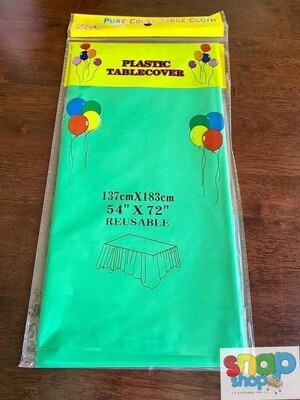 PURE COLOR TABLE CLOTH
PLASTIC
TABLECOVER
137cmX183cm
54" X 72"
REUSABLE
snap
shop